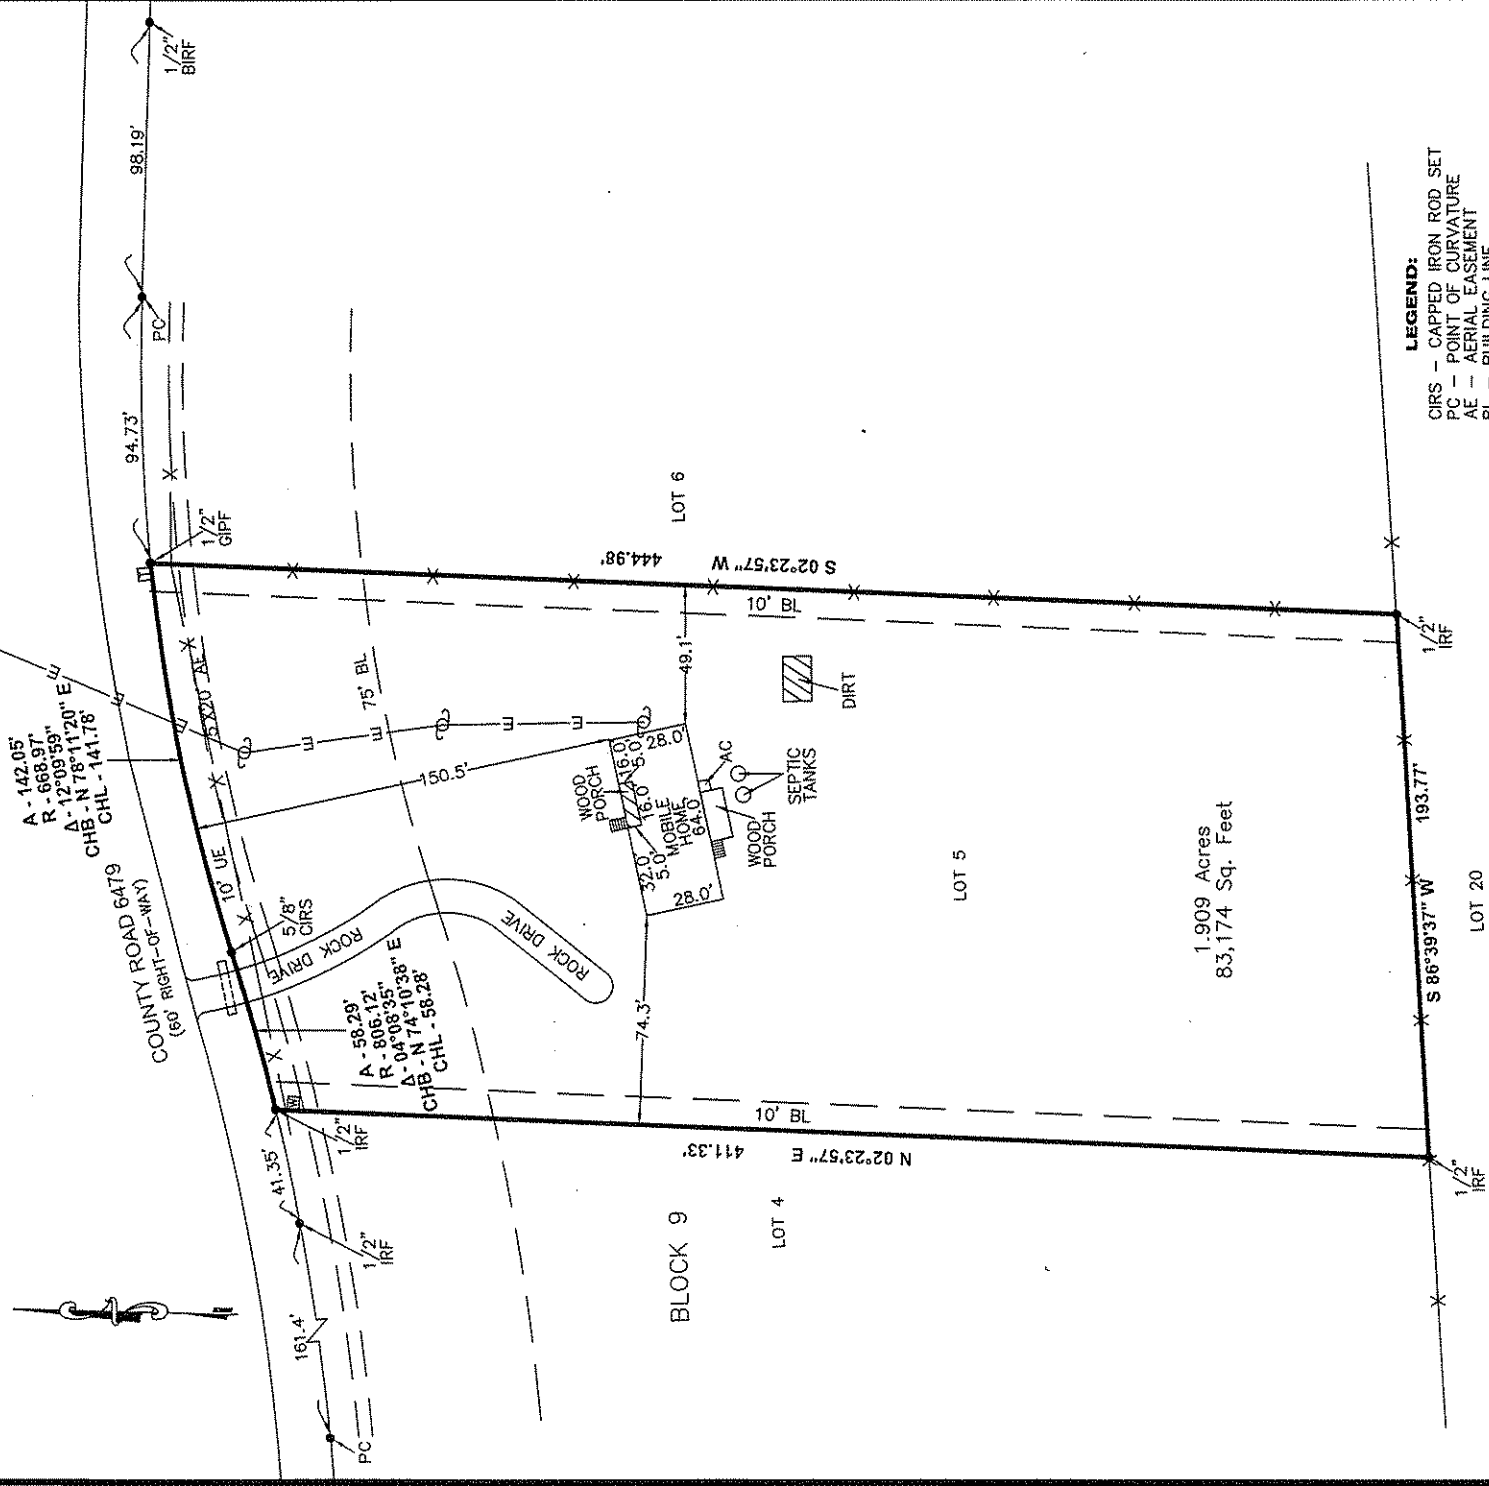 1/2"
BIRF
98.19'
PC
94.73'
1/2"
GIPF
A - 142.05'
R - 668.97'
Δ - 12°09'59"
CHB - N 78°11'20" E
CHL - 141.78'
COUNTY ROAD 6479
(60' RIGHT-OF-WAY)
10' UE
5'X20' AE
75' BL
E
E
E
E
E
E
E
T
5/8"
CIRS
ROCK DRIVE
ROCK DRIVE
A - 58.29'
R - 806.12'
Δ - 04°08'35"
CHB - N 74°10'38" E
CHL - 58.28'
W
1/2"
IRF
41.35'
1/2"
IRF
161.4'
PC
150.5'
WOOD
PORCH
16.0'
5.0'
16.0'
28.0'
MOBILE
HOME
64.0'
32.0'
5.0'
28.0'
AC
WOOD
PORCH
SEPTIC
TANKS
DIRT
49.1'
74.3'
LOT 6
S 02°23'57" W
444.98'
10' BL
10' BL
N 02°23'57" E
411.33'
BLOCK 9
LOT 4
LOT 5
1.909 Acres
83,174 Sq. Feet
1/2"
IRF
193.77'
S 86°39'37" W
1/2"
IRF
LOT 20
LEGEND:
CIRS - CAPPED IRON ROD SET
PC - POINT OF CURVATURE
AE - AERIAL EASEMENT
BL - BUILDING LINE